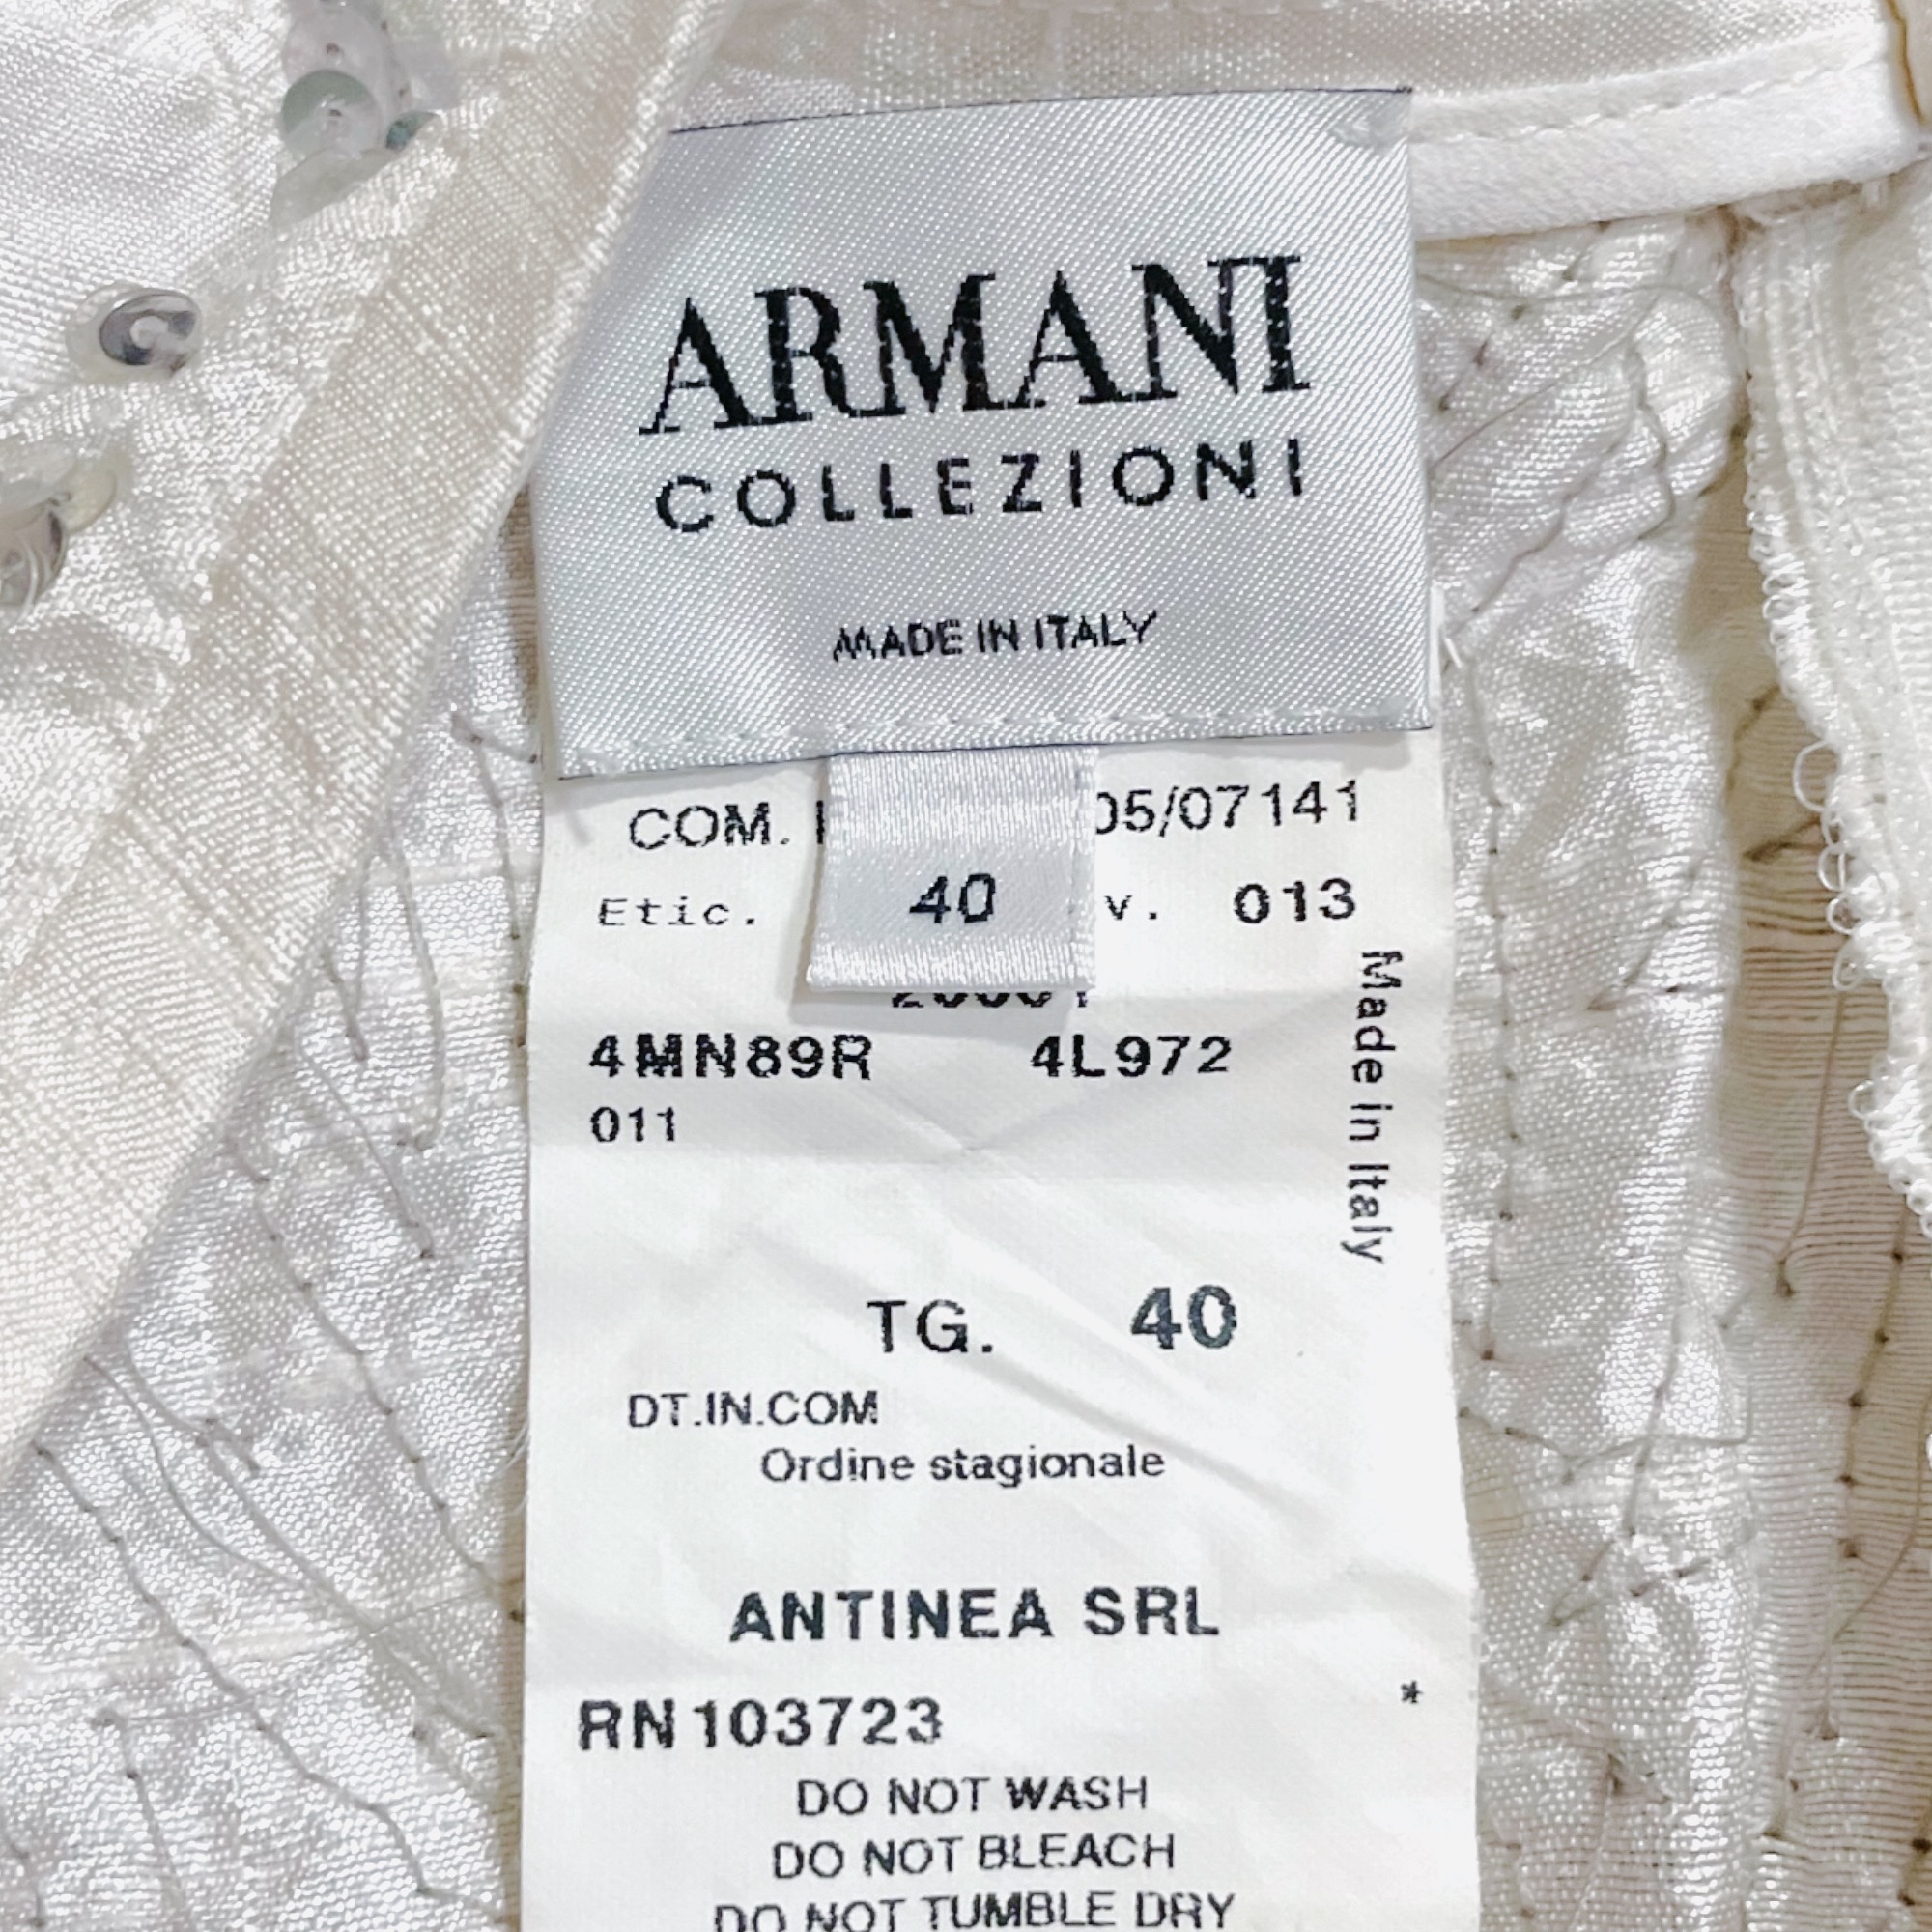 ARMANI
COLLEZIONI
MADE IN ITALY
COM. 05/07141
40
Etic. v. 013
4MN89R 4L972
011
Made in Italy
TG. 40
DT.IN.COM
Ordine stagionale
ANTINEA SRL
RN 103723 *
DO NOT WASH
DO NOT BLEACH
DO NOT TUMBLE DRY